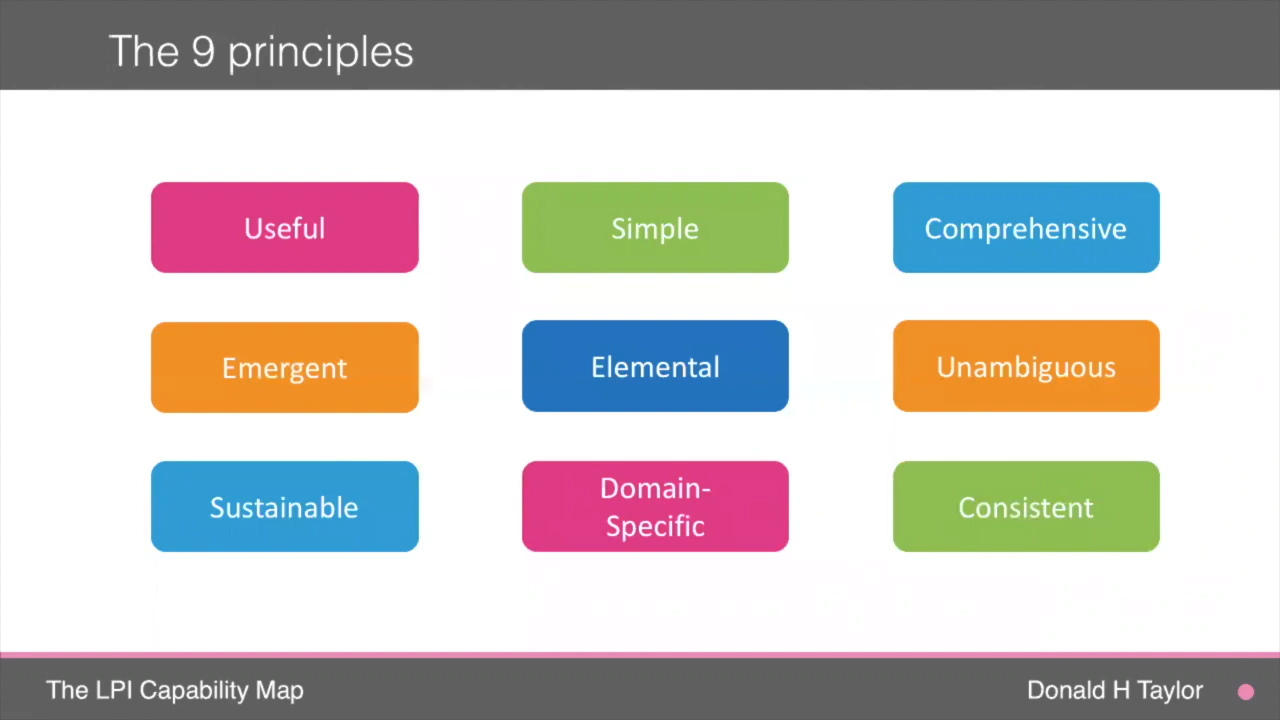 The 9 principles
Useful
Simple
Comprehensive
Emergent
Elemental
Unambiguous
Sustainable
Domain-
Specific
Consistent
The LPI Capability Map
Donald H Taylor